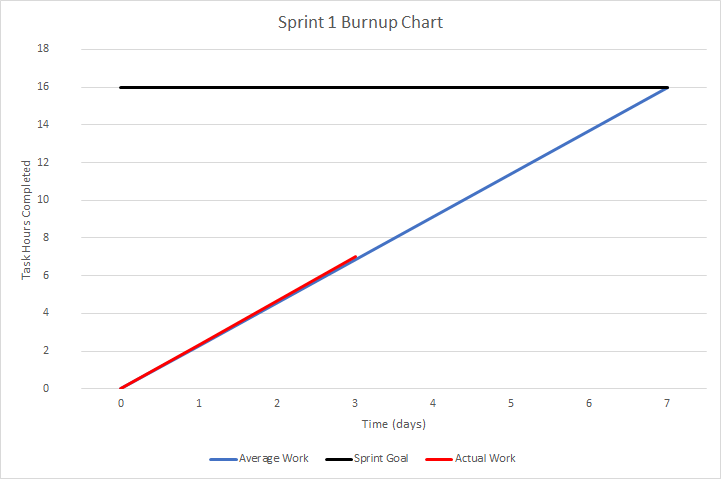 Sprint 1 Burnup Chart
18
16
14
12
10
8
6
4
2
0
Task Hours Completed
0 1 2 3 4 5 6 7
Time (days)
Average Work Sprint Goal Actual Work